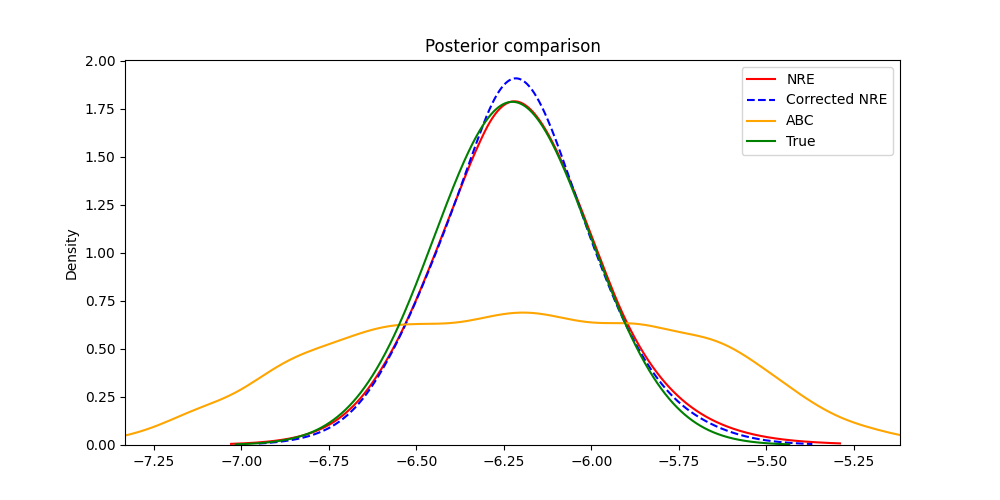 Posterior comparison
Density
2.00
1.75
1.50
1.25
1.00
0.75
0.50
0.25
0.00
−7.25 −7.00 −6.75 −6.50 −6.25 −6.00 −5.75 −5.50 −5.25
NRE
Corrected NRE
ABC
True